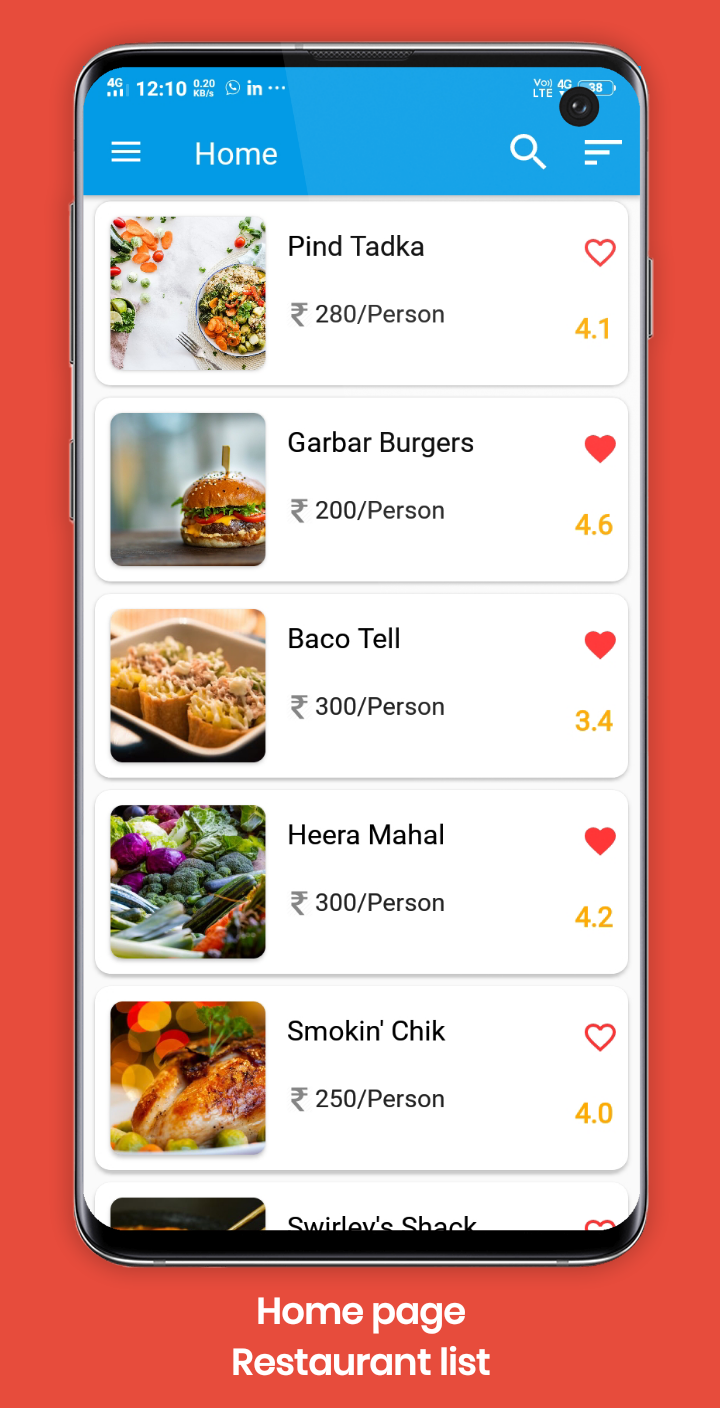 4G 12:10 0.20 KB/s in ... Vo)) LTE 4G 38
Home
Pind Tadka
₹ 280/Person
4.1
Garbar Burgers
₹ 200/Person
4.6
Baco Tell
₹ 300/Person
3.4
Heera Mahal
₹ 300/Person
4.2
Smokin' Chik
₹ 250/Person
4.0
Swirley's Shack
Home page
Restaurant list